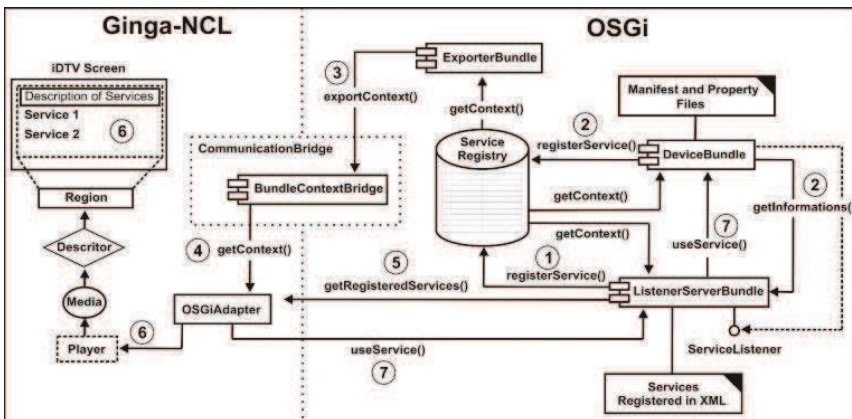 Ginga-NCL
OSGi
iDTV Screen
Description of Services
Service 1
Service 2
6
Region
Descritor
Media
Player
6
3
exportContext()
ExporterBundle
getContext()
CommunicationBridge
BundleContextBridge
4
getContext()
OSGiAdapter
Service
Registry
2
registerService()
Manifest and Property
Files
DeviceBundle
2
getInformations()
getContext()
getContext()
7
useService()
1
registerService()
5
getRegisteredServices()
ListenerServerBundle
useService()
7
ServiceListener
Services
Registered in XML